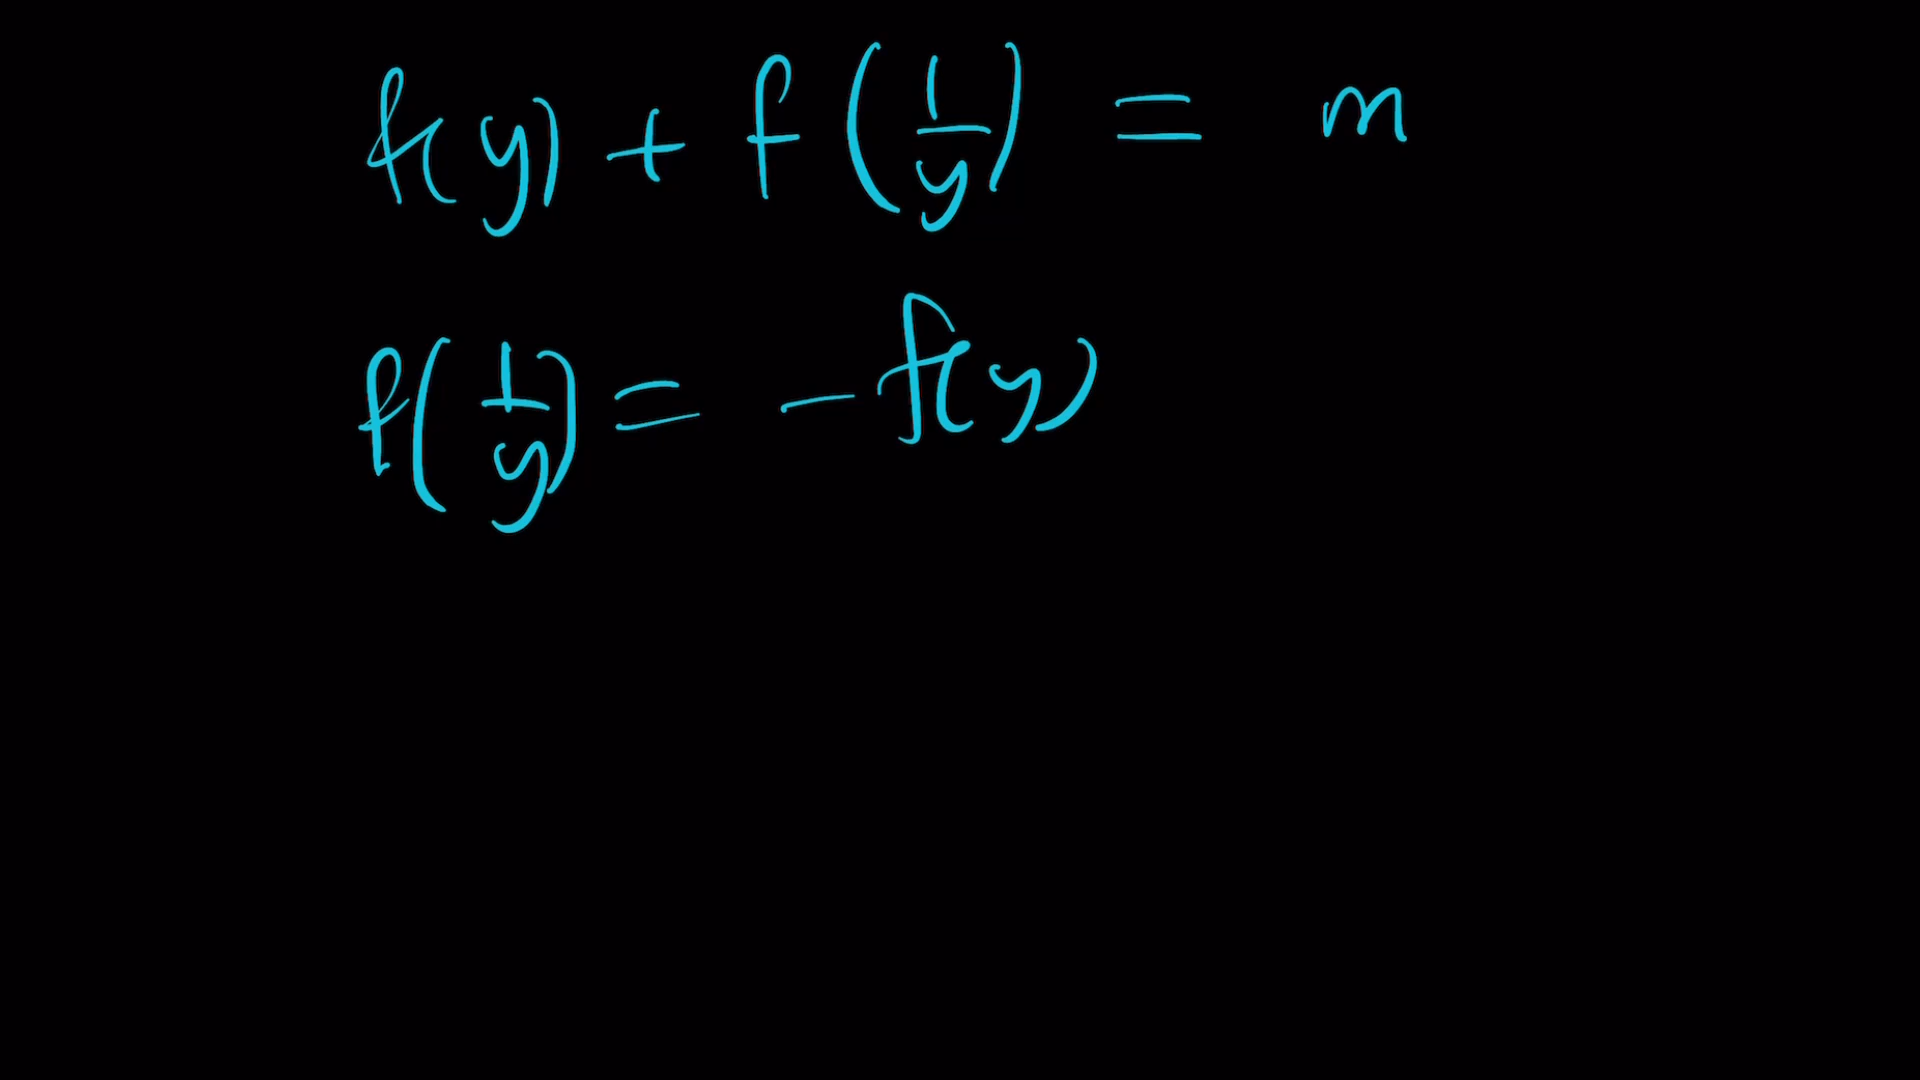 f(y) + f(1/y) = m
f(1/y) = - f(y)